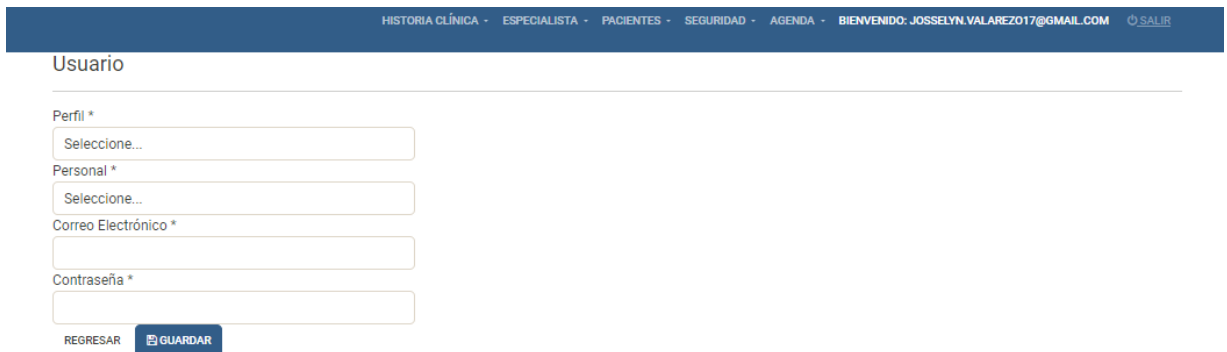 HISTORIA CLÍNICA - ESPECIALISTA - PACIENTES - SEGURIDAD - AGENDA - BIENVENIDO: JOSSELYN.VALAREZO17@GMAIL.COM SALIR
Usuario
Perfil *
Seleccione...
Personal *
Seleccione...
Correo Electrónico *
Contraseña *
REGRESAR GUARDAR